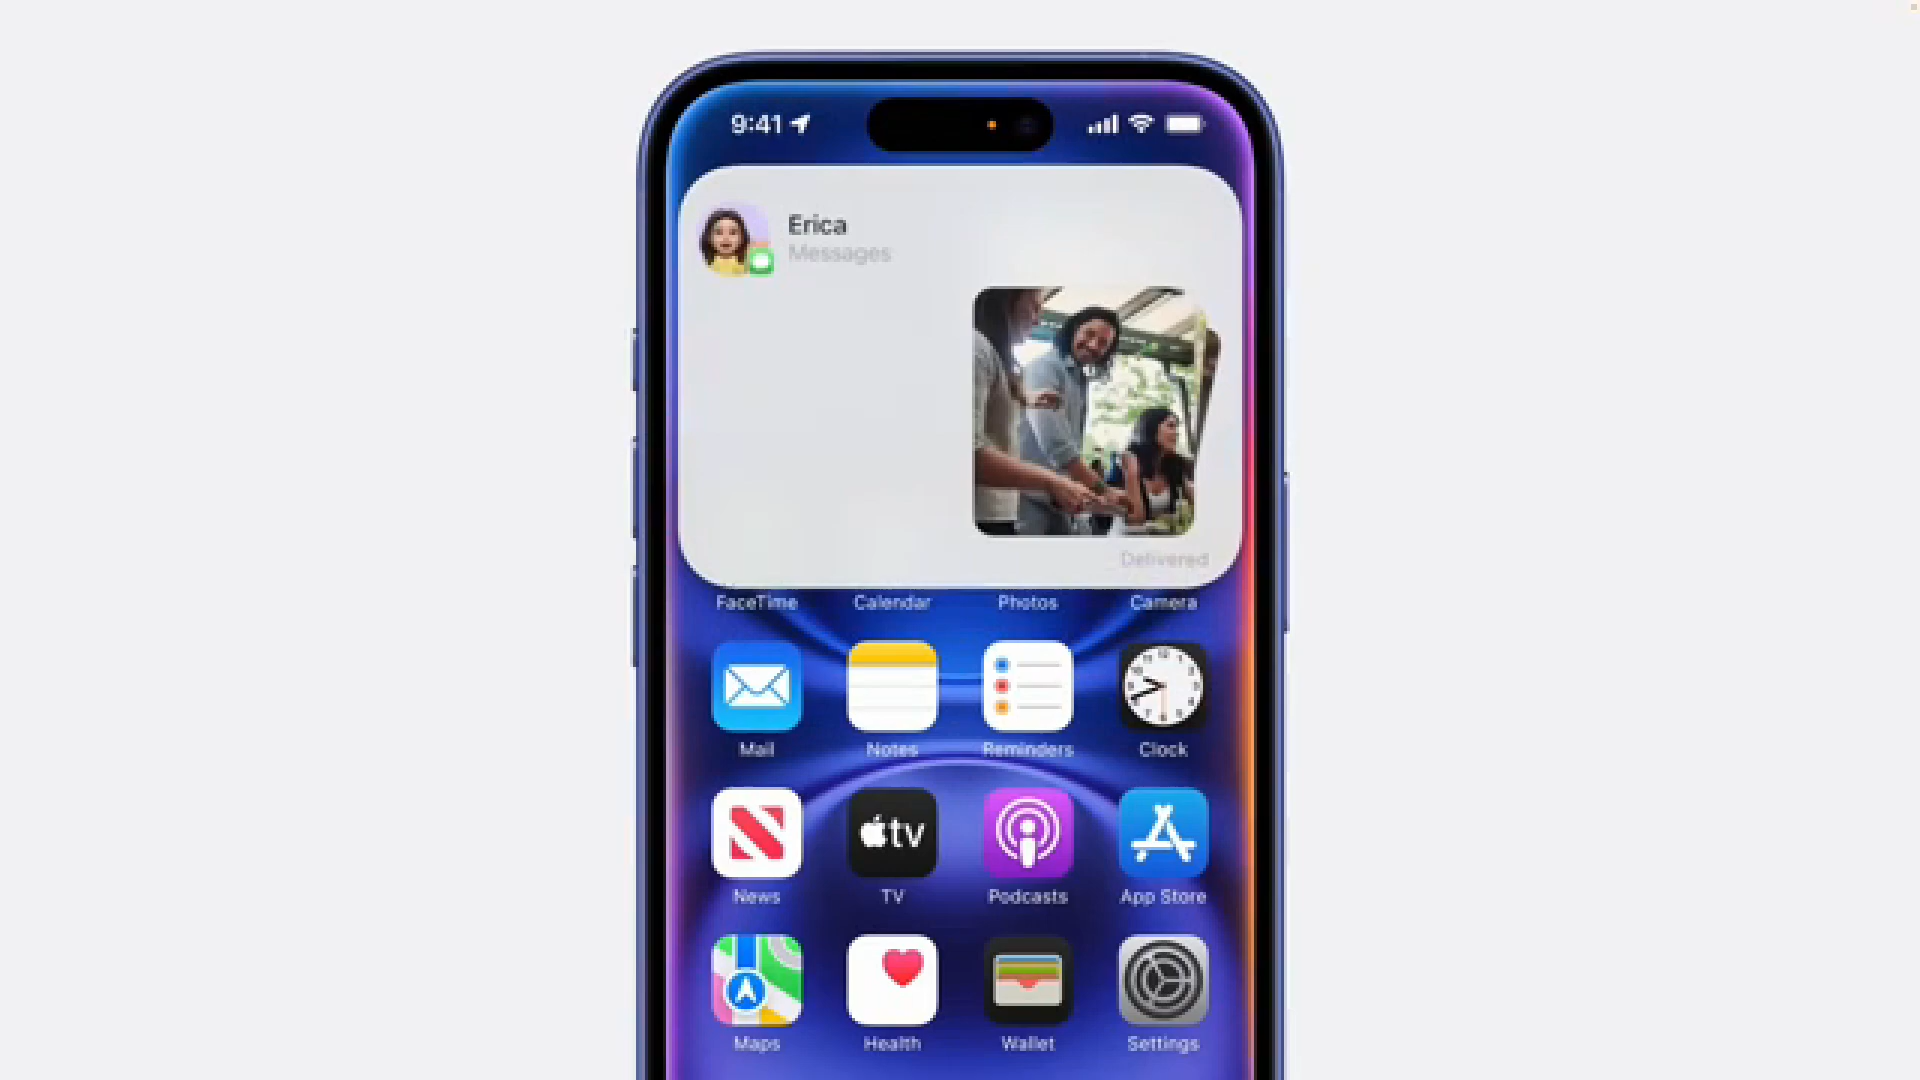 9:41
Erica
Messages
Delivered
FaceTime Calendar Photos Camera
Mail Notes Reminders Clock
tv
News TV Podcasts App Store
Maps Health Wallet Settings